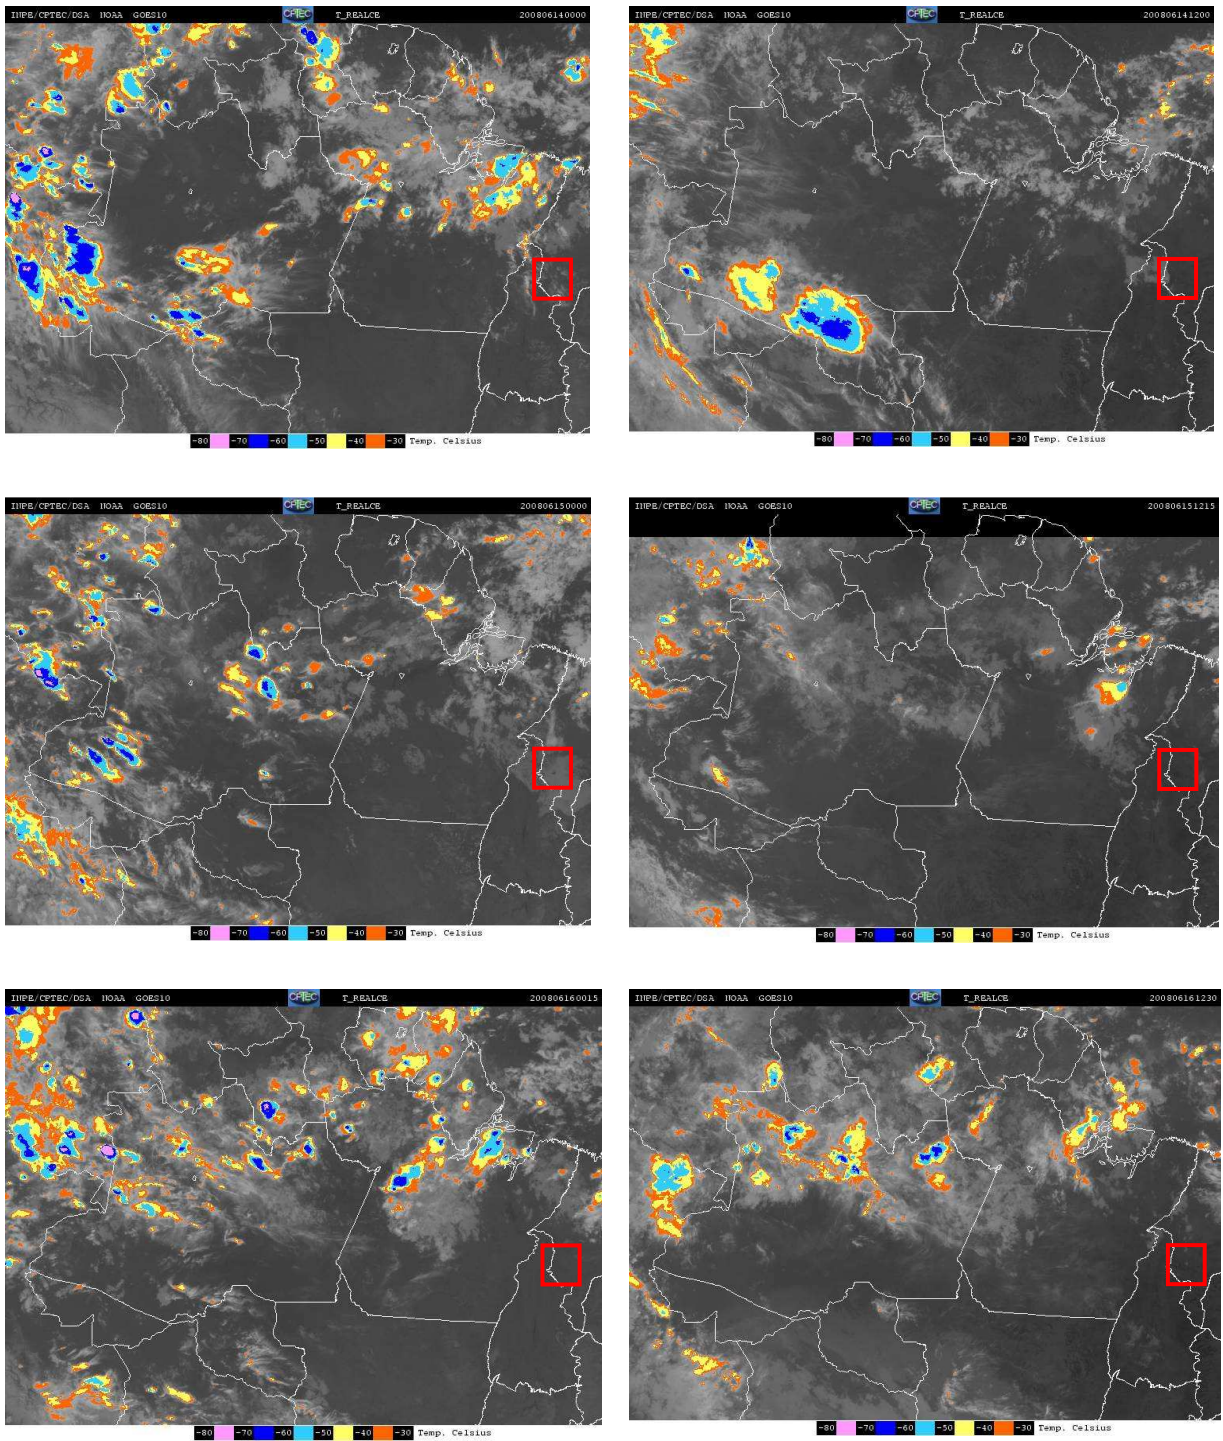 INPE/CPTEC/DSA NOAA GOES10 CPTEC T_REALCE 200806140000
-80 -70 -60 -50 -40 -30 Temp. Celsius
INPE/CPTEC/DSA NOAA GOES10 CPTEC T_REALCE 200806141200
-80 -70 -60 -50 -40 -30 Temp. Celsius
INPE/CPTEC/DSA NOAA GOES10 CPTEC T_REALCE 200806150000
-80 -70 -60 -50 -40 -30 Temp. Celsius
INPE/CPTEC/DSA NOAA GOES10 CPTEC T_REALCE 200806151215
-80 -70 -60 -50 -40 -30 Temp. Celsius
INPE/CPTEC/DSA NOAA GOES10 CPTEC T_REALCE 200806160015
-80 -70 -60 -50 -40 -30 Temp. Celsius
INPE/CPTEC/DSA NOAA GOES10 CPTEC T_REALCE 200806161230
-80 -70 -60 -50 -40 -30 Temp. Celsius